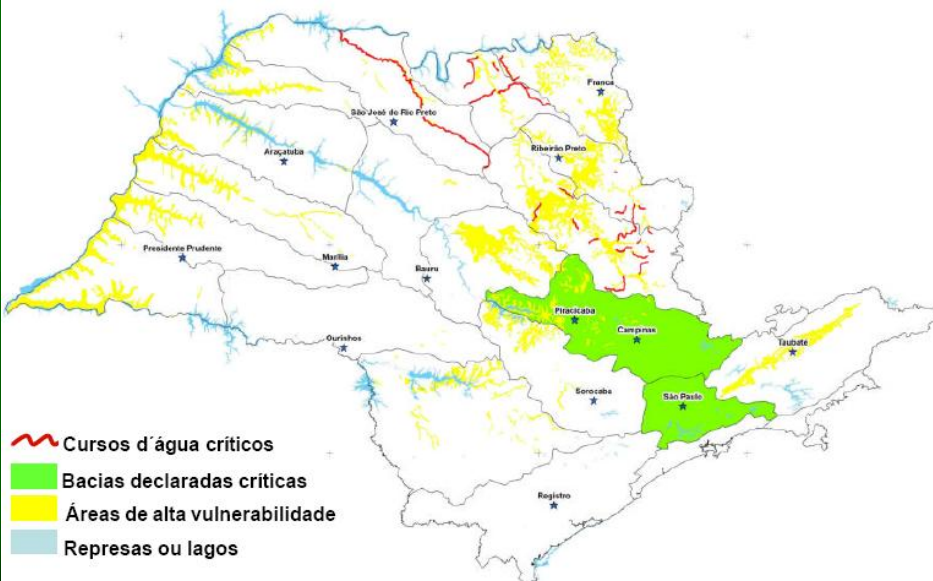 Franca
São José do Rio Preto
Ribeirão Preto
Araçatuba
Presidente Prudente
Marília
Bauru
Piracicaba
Campinas
Ourinhos
Taubaté
Sorocaba
São Paulo
Registro
Cursos d´água críticos
Bacias declaradas críticas
Áreas de alta vulnerabilidade
Represas ou lagos